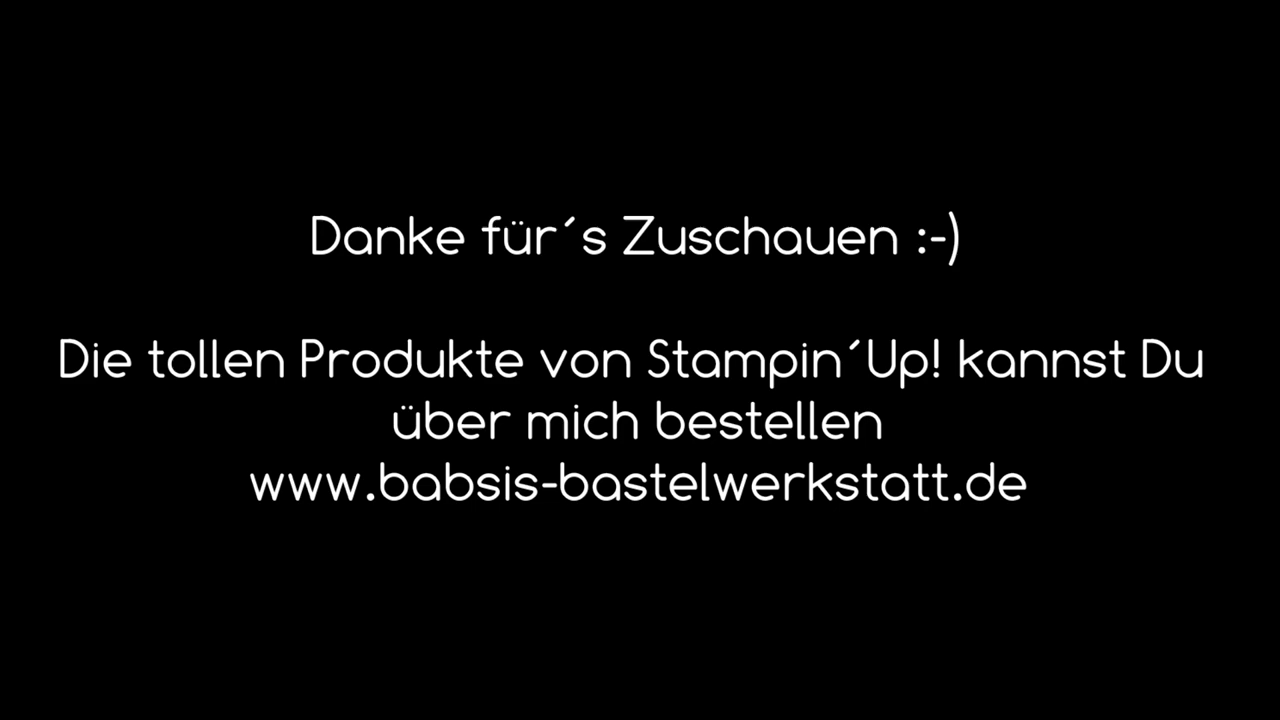 Danke für´s Zuschauen :-)
Die tollen Produkte von Stampin´Up! kannst Du
über mich bestellen
www.babsis-bastelwerkstatt.de